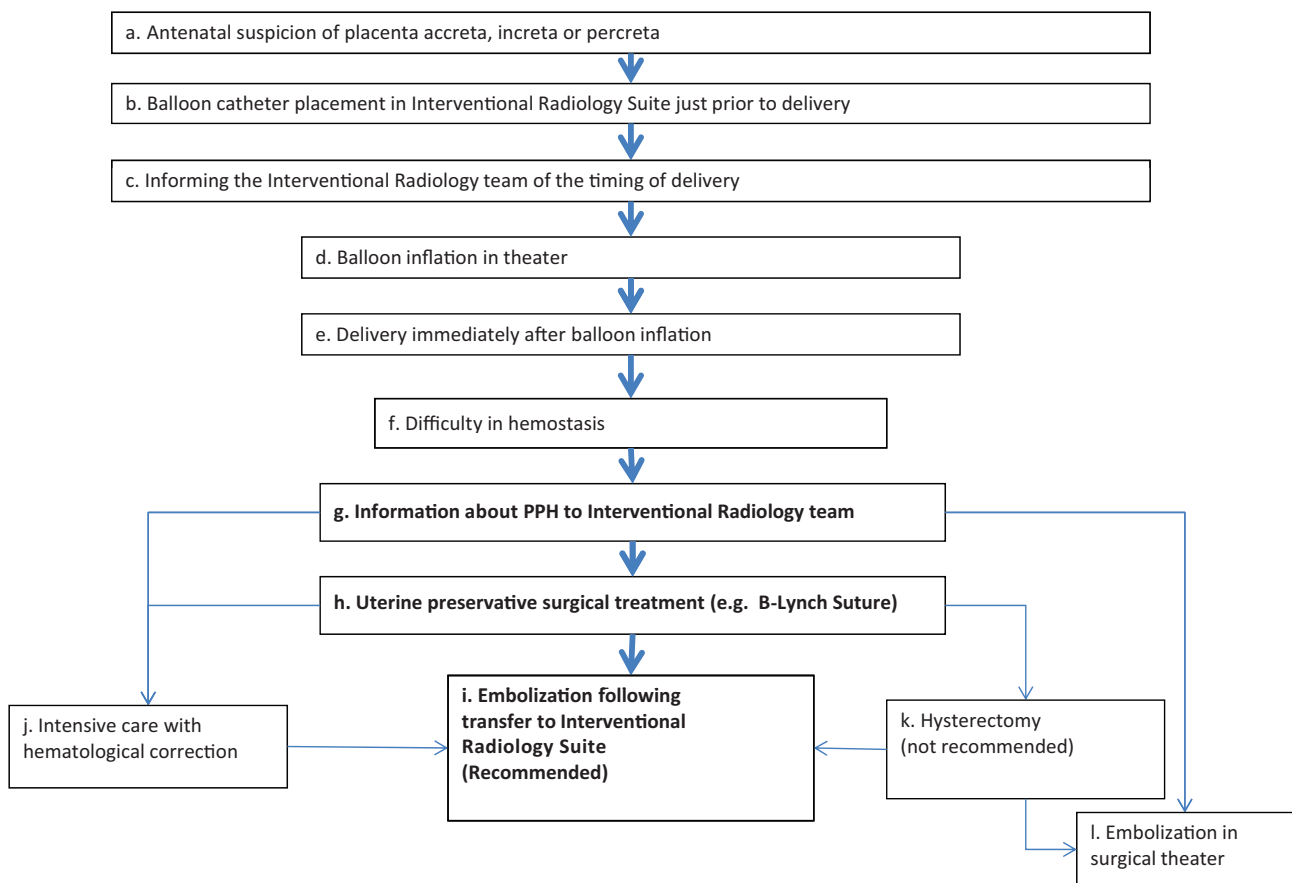 a. Antenatal suspicion of placenta accreta, increta or percreta
b. Balloon catheter placement in Interventional Radiology Suite just prior to delivery
c. Informing the Interventional Radiology team of the timing of delivery
d. Balloon inflation in theater
e. Delivery immediately after balloon inflation
f. Difficulty in hemostasis
g. Information about PPH to Interventional Radiology team
h. Uterine preservative surgical treatment (e.g. B-Lynch Suture)
i. Embolization following
transfer to Interventional
Radiology Suite
(Recommended)
j. Intensive care with
hematological correction
k. Hysterectomy
(not recommended)
l. Embolization in
surgical theater